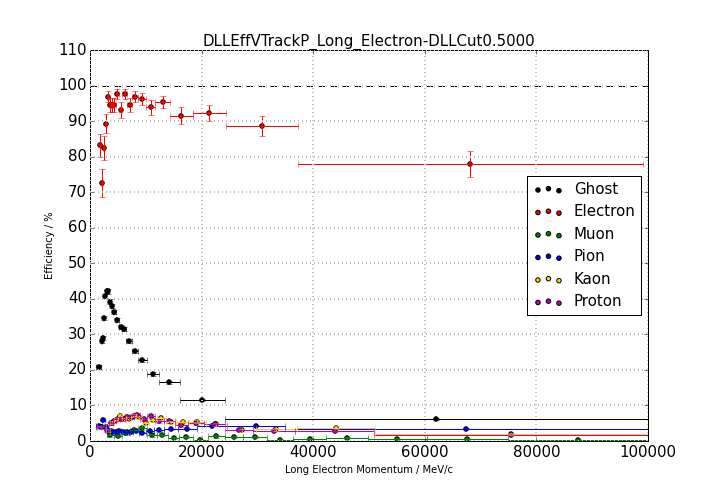 DLLEffVTrackP_Long_Electron-DLLCut0.5000
110
100
90
80
70
60
50
40
30
20
10
0
Efficiency / %
Ghost
Electron
Muon
Pion
Kaon
Proton
0 20000 40000 60000 80000 100000
Long Electron Momentum / MeV/c